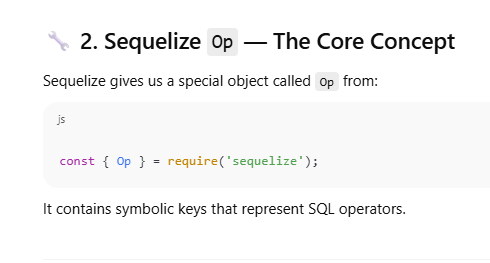 🔧 2. Sequelize Op — The Core Concept
Sequelize gives us a special object called Op from:
js
const { Op } = require('sequelize');
It contains symbolic keys that represent SQL operators.